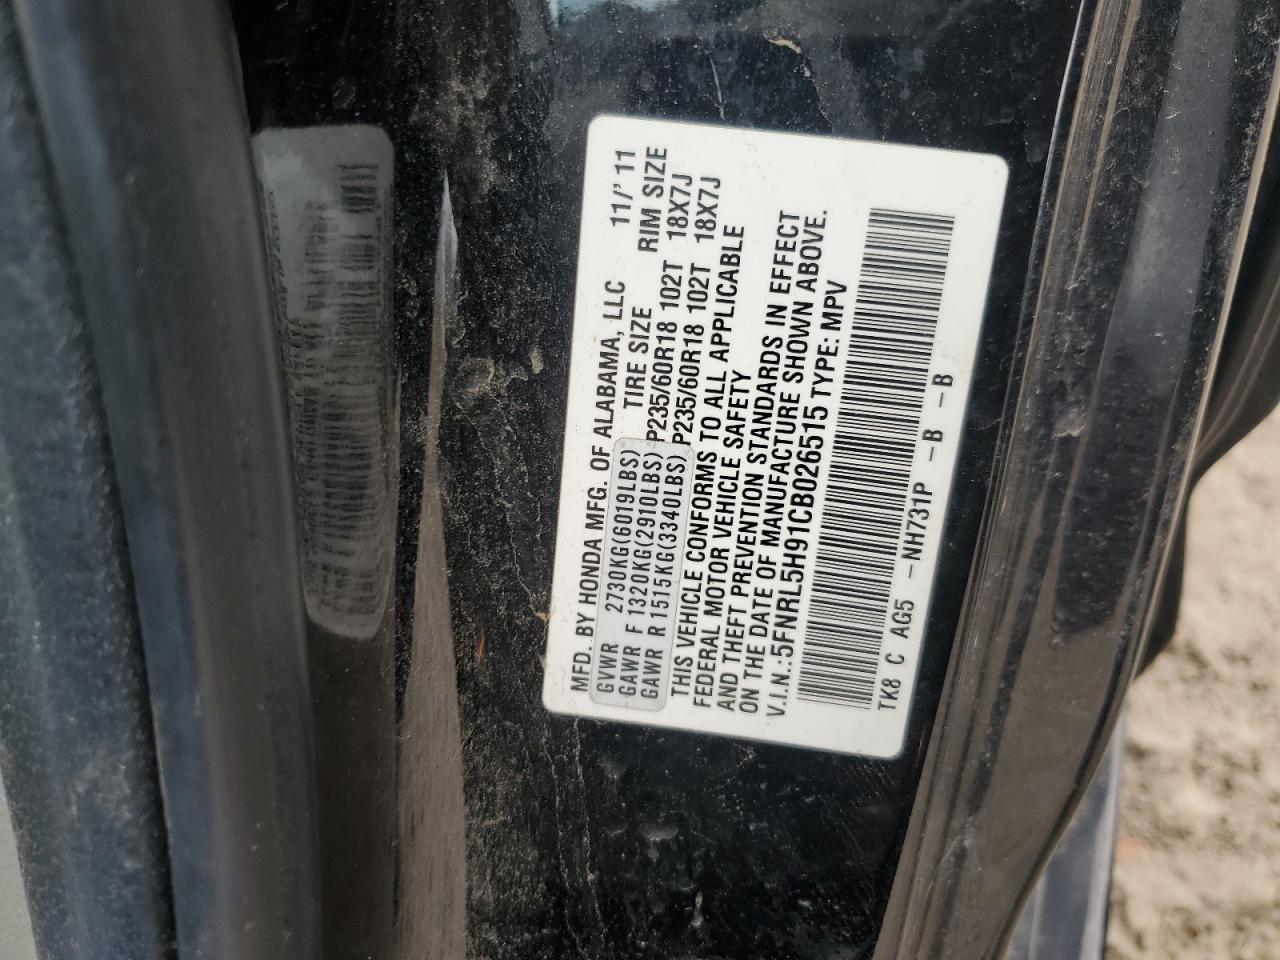 MFD. BY HONDA MFG. OF ALABAMA, LLC 11/' 11
GVWR 2730KG(6019LBS) TIRE SIZE RIM SIZE
GAWR F 1320KG(2910LBS) P235/60R18 102T 18X7J
GAWR R 1515KG(3340LBS) P235/60R18 102T 18X7J
THIS VEHICLE CONFORMS TO ALL APPLICABLE
FEDERAL MOTOR VEHICLE SAFETY
AND THEFT PREVENTION STANDARDS IN EFFECT
ON THE DATE OF MANUFACTURE SHOWN ABOVE.
V.I.N.:5FNRL5H91CB026515 TYPE: MPV
TK8 C AG5 -NH731P -B -B